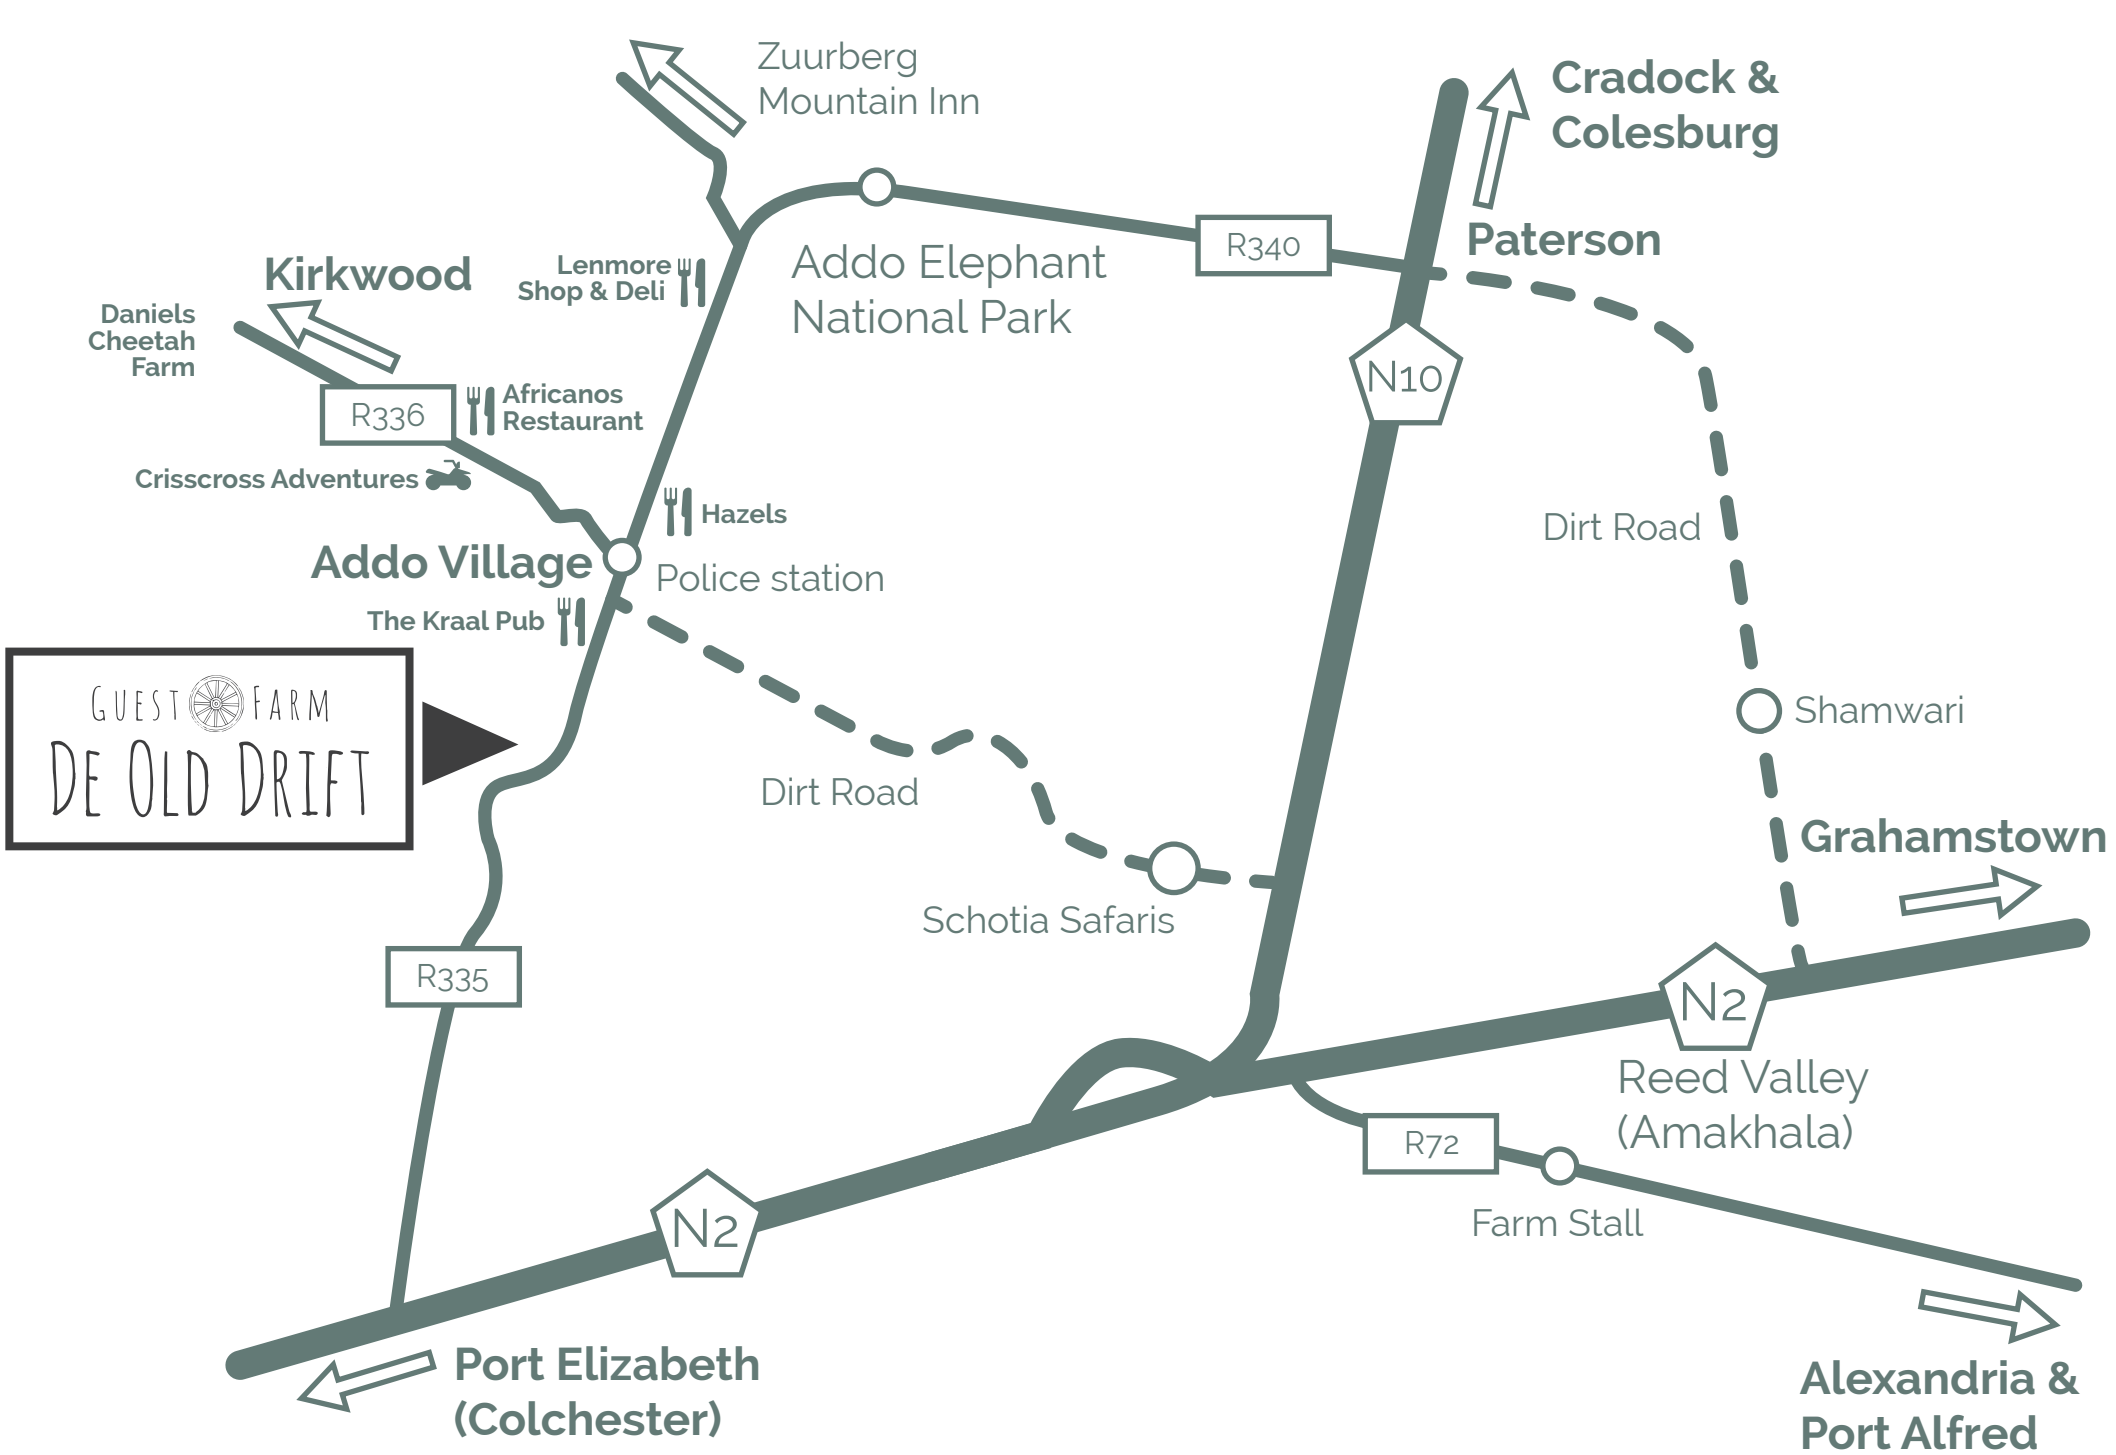 Zuurberg
Mountain Inn
Cradock &
Colesburg
Paterson
R340
Addo Elephant
National Park
Lenmore
Shop & Deli
Kirkwood
Daniels
Cheetah
Farm
R336
Africanos
Restaurant
Crisscross Adventures
N10
Hazels
Dirt Road
Addo Village
Police station
The Kraal Pub
GUEST FARM
DE OLD DRIFT
Shamwari
Dirt Road
Grahamstown
Schotia Safaris
R335
N2
Reed Valley
(Amakhala)
R72
Farm Stall
N2
Port Elizabeth
(Colchester)
Alexandria &
Port Alfred